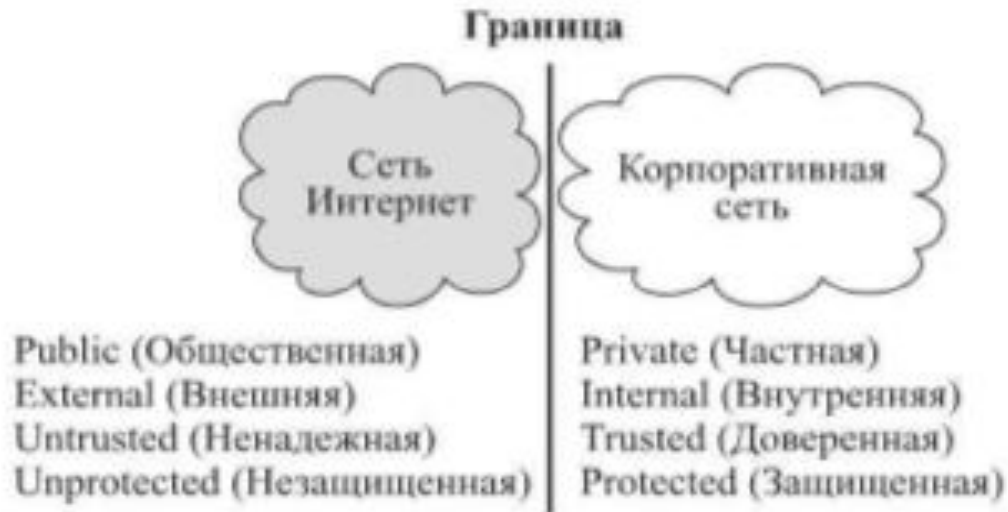 Граница
Сеть
Интернет
Корпоративная
сеть
Public (Общественная)
External (Внешняя)
Untrusted (Ненадежная)
Unprotected (Незащищенная)
Private (Частная)
Internal (Внутренняя)
Trusted (Доверенная)
Protected (Защищенная)